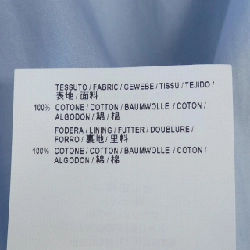 TESSUTO / FABRIC / GEWEBE / TISSU / TEJIDO /
表地 / 面料
100% COTONE / COTTON / BAUMWOLLE / COTON /
ALGODON / 綿 / 棉
FODERA / LINING / FUTTER / DOUBLURE /
FORRO / 裏地 / 里料
100% COTONE / COTTON / BAUMWOLLE / COTON /
ALGODON / 綿 / 棉